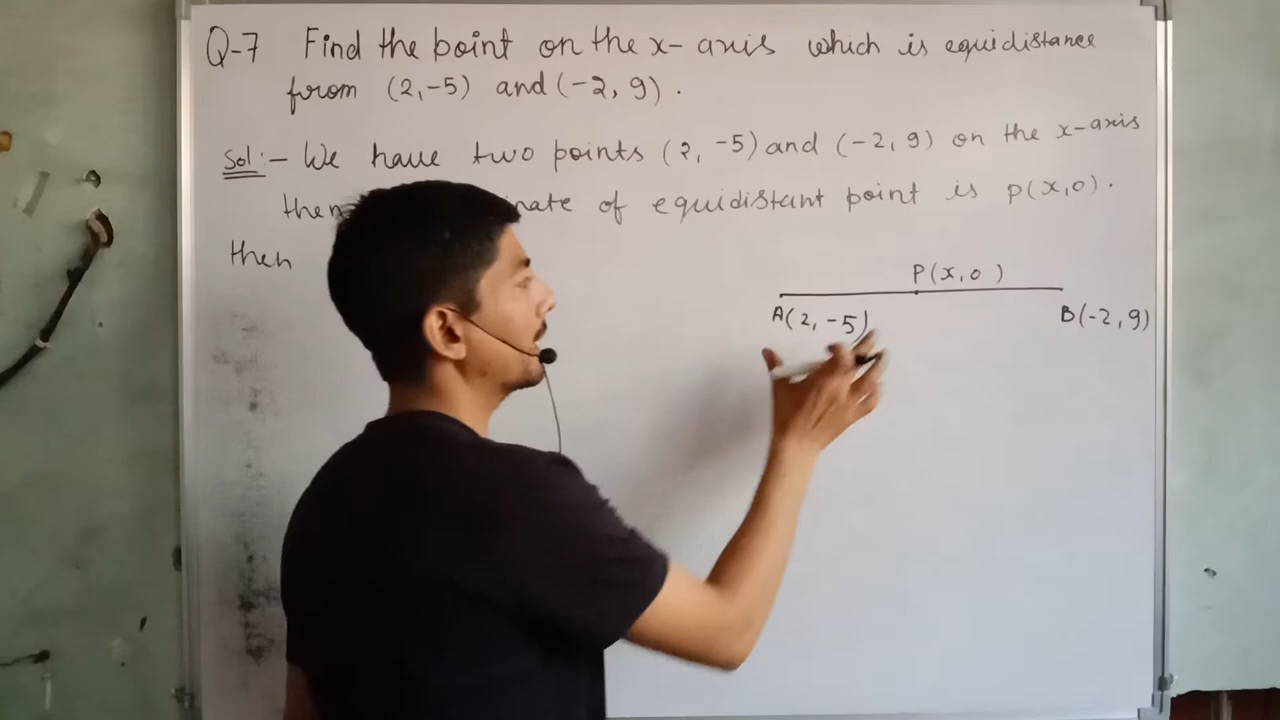 Q-7 Find the point on the x-axis which is equidistance
from (2,-5) and (-2, 9).
Sol:- We have two points (2, -5) and (-2, 9) on the x-axis
then of equidistant point is P(x,0).
then
P(x,0 )
A(2, -5)
B(-2, 9)